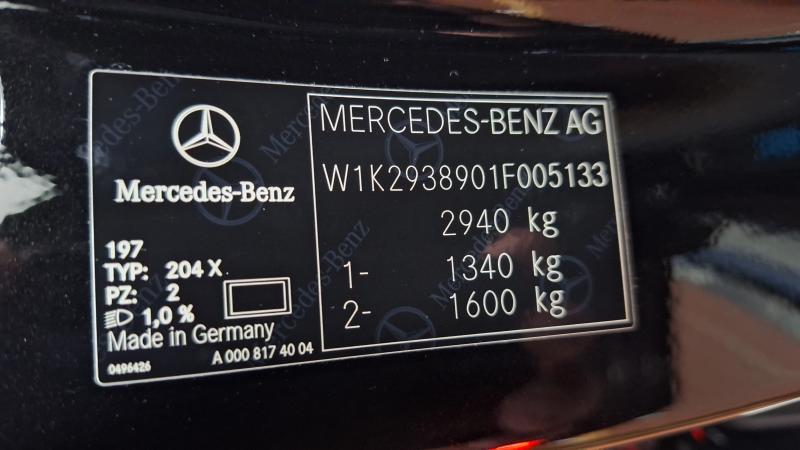 Mercedes-Benz
197
TYP: 204 X
PZ: 2
1,0 %
Made in Germany
0496426
A 000 817 40 04
MERCEDES-BENZ AG
W1K2938901F005133
2940 kg
1- 1340 kg
2- 1600 kg